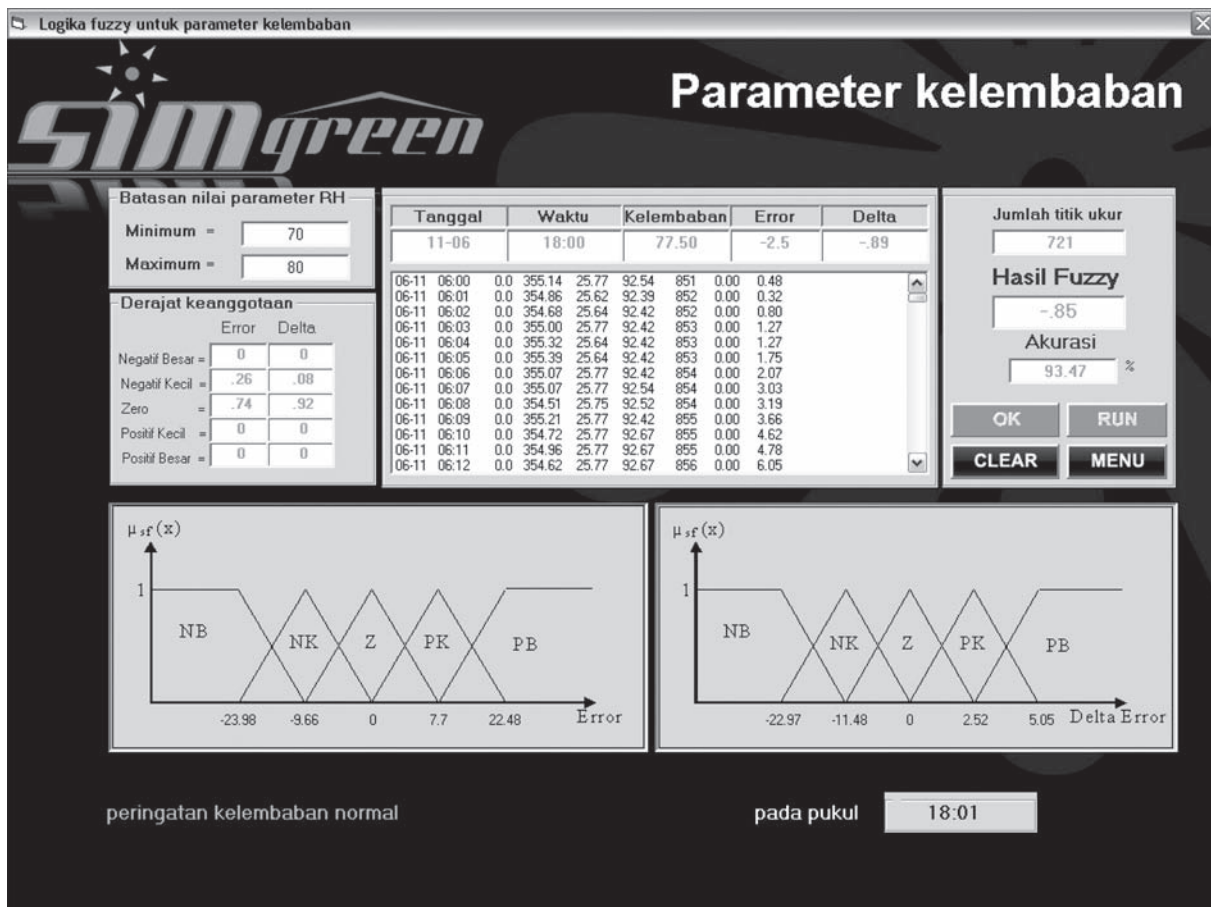 Logika fuzzy untuk parameter kelembaban
simgreen
Parameter kelembaban
Batasan nilai parameter RH
Minimum = 70
Maximum = 80
Derajat keanggotaan
Error Delta
Negatif Besar = 0 0
Negatif Kecil = .26 .08
Zero = .74 .92
Positif Kecil = 0 0
Positif Besar = 0 0
Tanggal Waktu Kelembaban Error Delta
11-06 18:00 77.50 -2.5 -.89
06-11 06:00 0.0 355.14 25.77 92.54 851 0.00 0.48
06-11 06:01 0.0 354.86 25.62 92.39 852 0.00 0.32
06-11 06:02 0.0 354.68 25.64 92.42 852 0.00 0.80
06-11 06:03 0.0 355.00 25.77 92.42 853 0.00 1.27
06-11 06:04 0.0 355.32 25.64 92.42 853 0.00 1.27
06-11 06:05 0.0 355.39 25.64 92.42 853 0.00 1.75
06-11 06:06 0.0 355.07 25.77 92.42 854 0.00 2.07
06-11 06:07 0.0 355.07 25.77 92.54 854 0.00 3.03
06-11 06:08 0.0 354.51 25.75 92.52 854 0.00 3.19
06-11 06:09 0.0 355.21 25.77 92.42 855 0.00 3.66
06-11 06:10 0.0 354.72 25.77 92.67 855 0.00 4.62
06-11 06:11 0.0 354.96 25.77 92.67 855 0.00 4.78
06-11 06:12 0.0 354.62 25.77 92.67 856 0.00 6.05
Jumlah titik ukur
721
Hasil Fuzzy
-.85
Akurasi
93.47 %
OK RUN
CLEAR MENU
μsf(x)
1
NB NK Z PK PB
-23.98 -9.66 0 7.7 22.48 Error
μsf(x)
1
NB NK Z PK PB
-22.97 -11.48 0 2.52 5.05 Delta Error
peringatan kelembaban normal
pada pukul 18:01